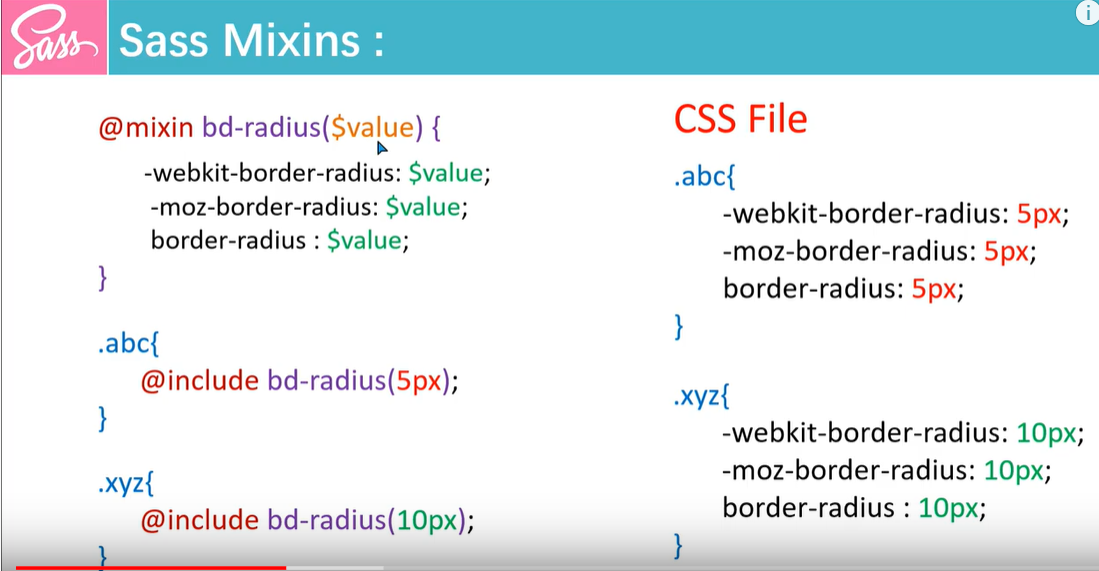 Sass
Sass Mixins :
i
@mixin bd-radius($value) {
-webkit-border-radius: $value;
-moz-border-radius: $value;
border-radius : $value;
}
.abc{
@include bd-radius(5px);
}
.xyz{
@include bd-radius(10px);
}
CSS File
.abc{
-webkit-border-radius: 5px;
-moz-border-radius: 5px;
border-radius: 5px;
}
.xyz{
-webkit-border-radius: 10px;
-moz-border-radius: 10px;
border-radius : 10px;
}